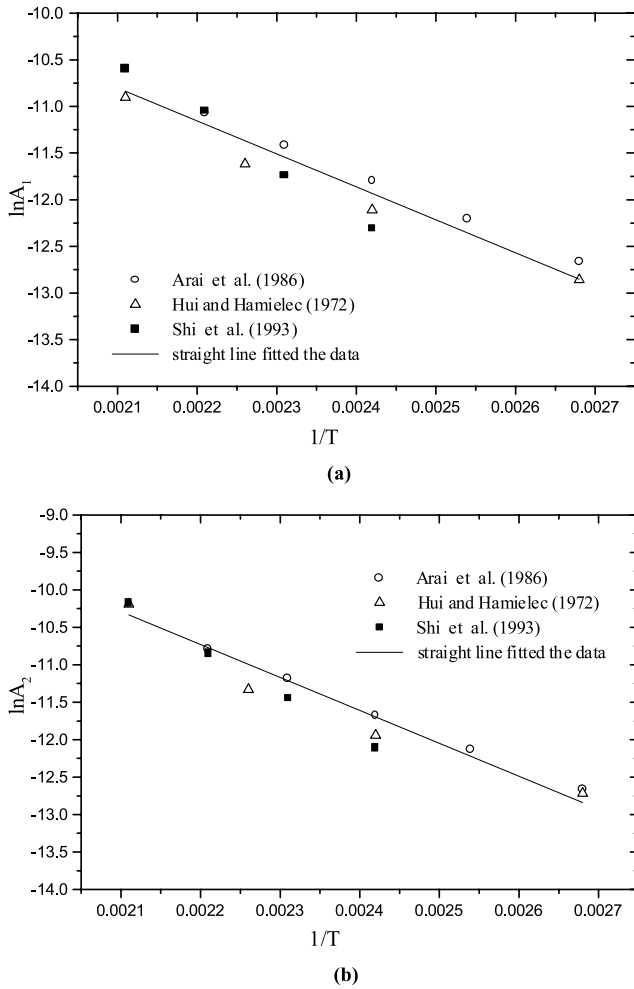 -10.0
-10.5
-11.0
-11.5
-12.0
-12.5
-13.0
-13.5
-14.0
lnA1
Arai et al. (1986)
Hui and Hamielec (1972)
Shi et al. (1993)
straight line fitted the data
0.0021 0.0022 0.0023 0.0024 0.0025 0.0026 0.0027
1/T
(a)
-9.0
-9.5
-10.0
-10.5
-11.0
-11.5
-12.0
-12.5
-13.0
-13.5
-14.0
lnA2
Arai et al. (1986)
Hui and Hamielec (1972)
Shi et al. (1993)
straight line fitted the data
0.0021 0.0022 0.0023 0.0024 0.0025 0.0026 0.0027
1/T
(b)